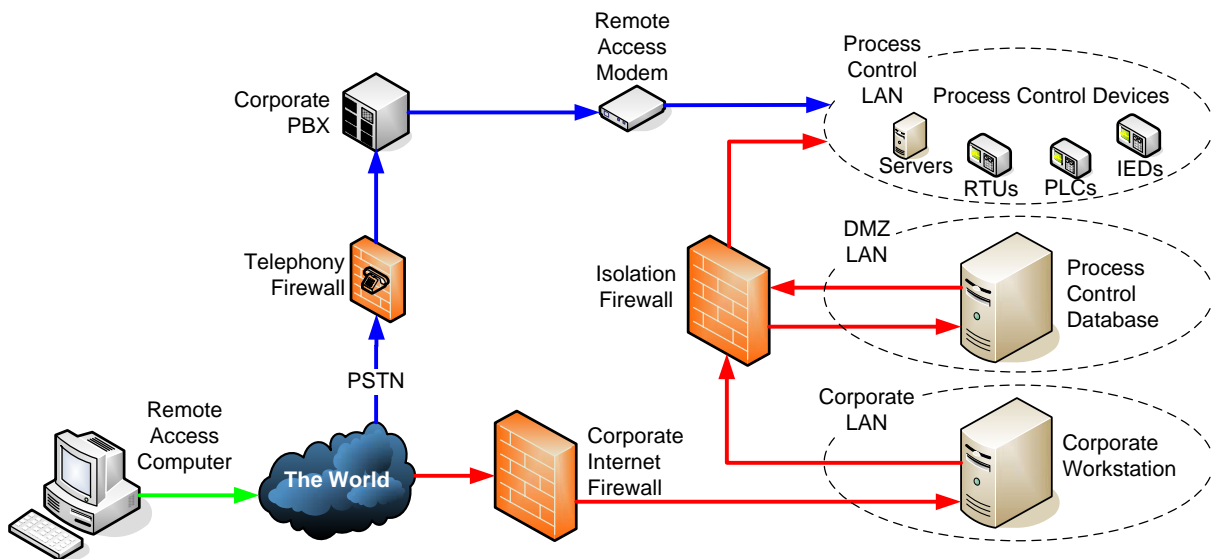 Remote
Access
Modem
Process
Control
LAN
Process Control Devices
Corporate
PBX
Servers
RTUs
PLCs
IEDs
DMZ
LAN
Telephony
Firewall
Isolation
Firewall
Process
Control
Database
PSTN
Corporate
LAN
Remote
Access
Computer
The World
Corporate
Internet
Firewall
Corporate
Workstation